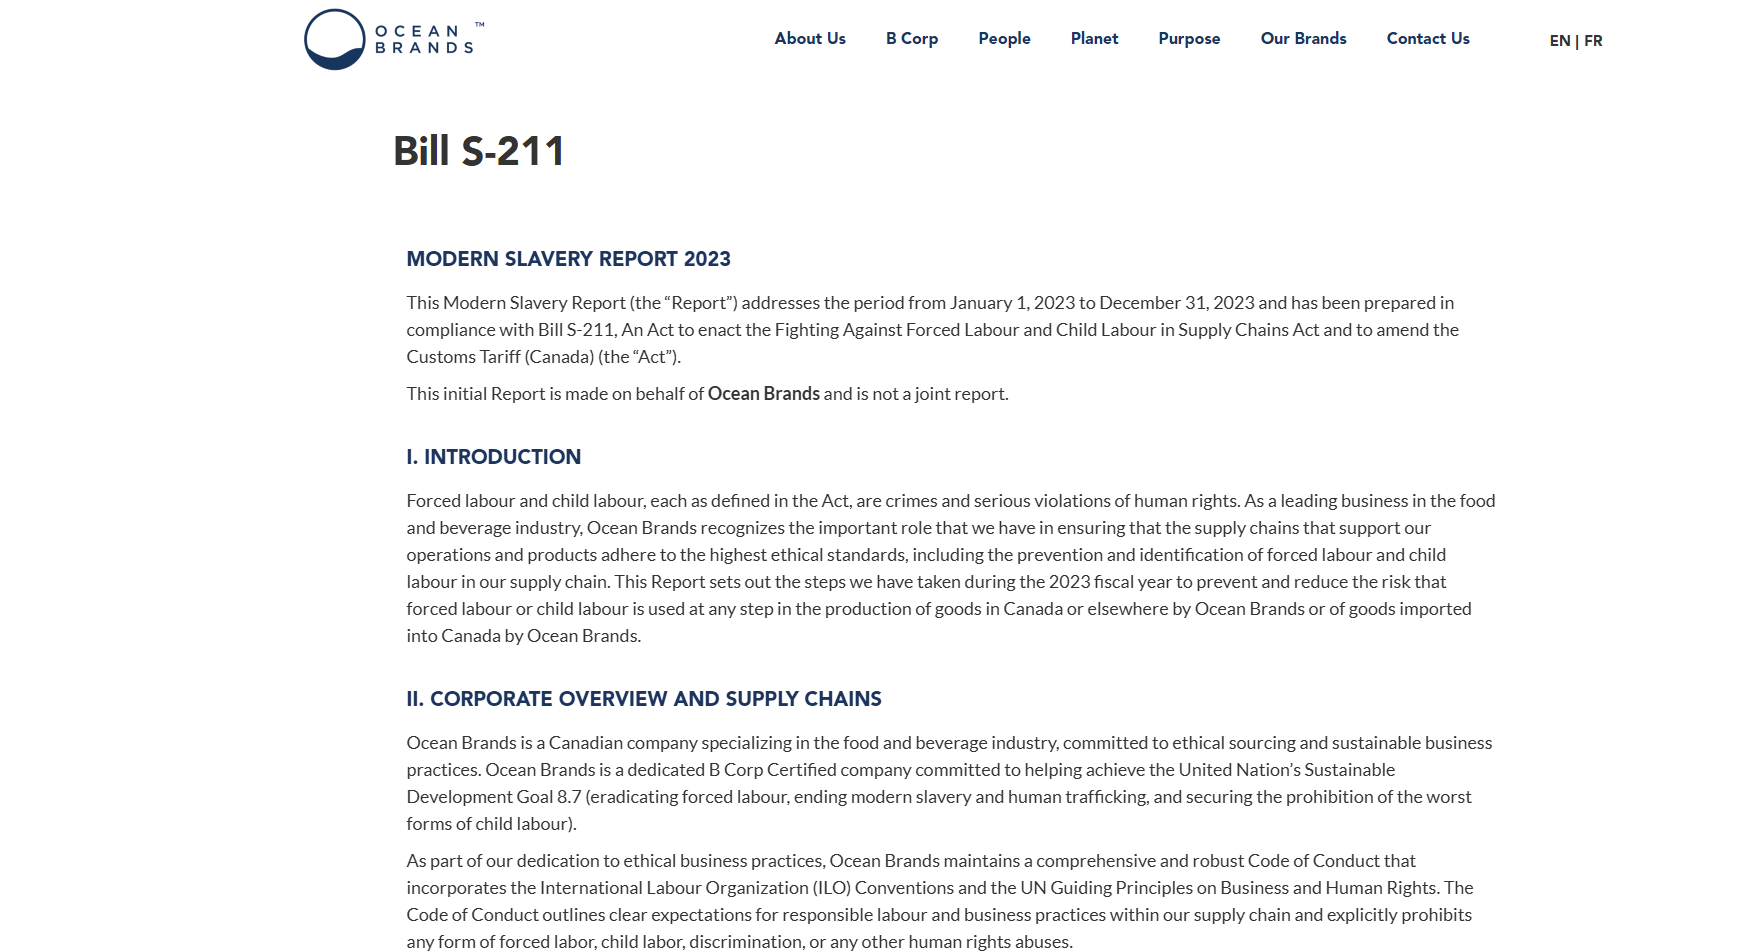 OCEAN BRANDS™
About Us B Corp People Planet Purpose Our Brands Contact Us EN | FR
Bill S-211
MODERN SLAVERY REPORT 2023
This Modern Slavery Report (the “Report”) addresses the period from January 1, 2023 to December 31, 2023 and has been prepared in
compliance with Bill S-211, An Act to enact the Fighting Against Forced Labour and Child Labour in Supply Chains Act and to amend the
Customs Tariff (Canada) (the “Act”).
This initial Report is made on behalf of Ocean Brands and is not a joint report.
I. INTRODUCTION
Forced labour and child labour, each as defined in the Act, are crimes and serious violations of human rights. As a leading business in the food
and beverage industry, Ocean Brands recognizes the important role that we have in ensuring that the supply chains that support our
operations and products adhere to the highest ethical standards, including the prevention and identification of forced labour and child
labour in our supply chain. This Report sets out the steps we have taken during the 2023 fiscal year to prevent and reduce the risk that
forced labour or child labour is used at any step in the production of goods in Canada or elsewhere by Ocean Brands or of goods imported
into Canada by Ocean Brands.
II. CORPORATE OVERVIEW AND SUPPLY CHAINS
Ocean Brands is a Canadian company specializing in the food and beverage industry, committed to ethical sourcing and sustainable business
practices. Ocean Brands is a dedicated B Corp Certified company committed to helping achieve the United Nation’s Sustainable
Development Goal 8.7 (eradicating forced labour, ending modern slavery and human trafficking, and securing the prohibition of the worst
forms of child labour).
As part of our dedication to ethical business practices, Ocean Brands maintains a comprehensive and robust Code of Conduct that
incorporates the International Labour Organization (ILO) Conventions and the UN Guiding Principles on Business and Human Rights. The
Code of Conduct outlines clear expectations for responsible labour and business practices within our supply chain and explicitly prohibits
any form of forced labor, child labor, discrimination, or any other human rights abuses.